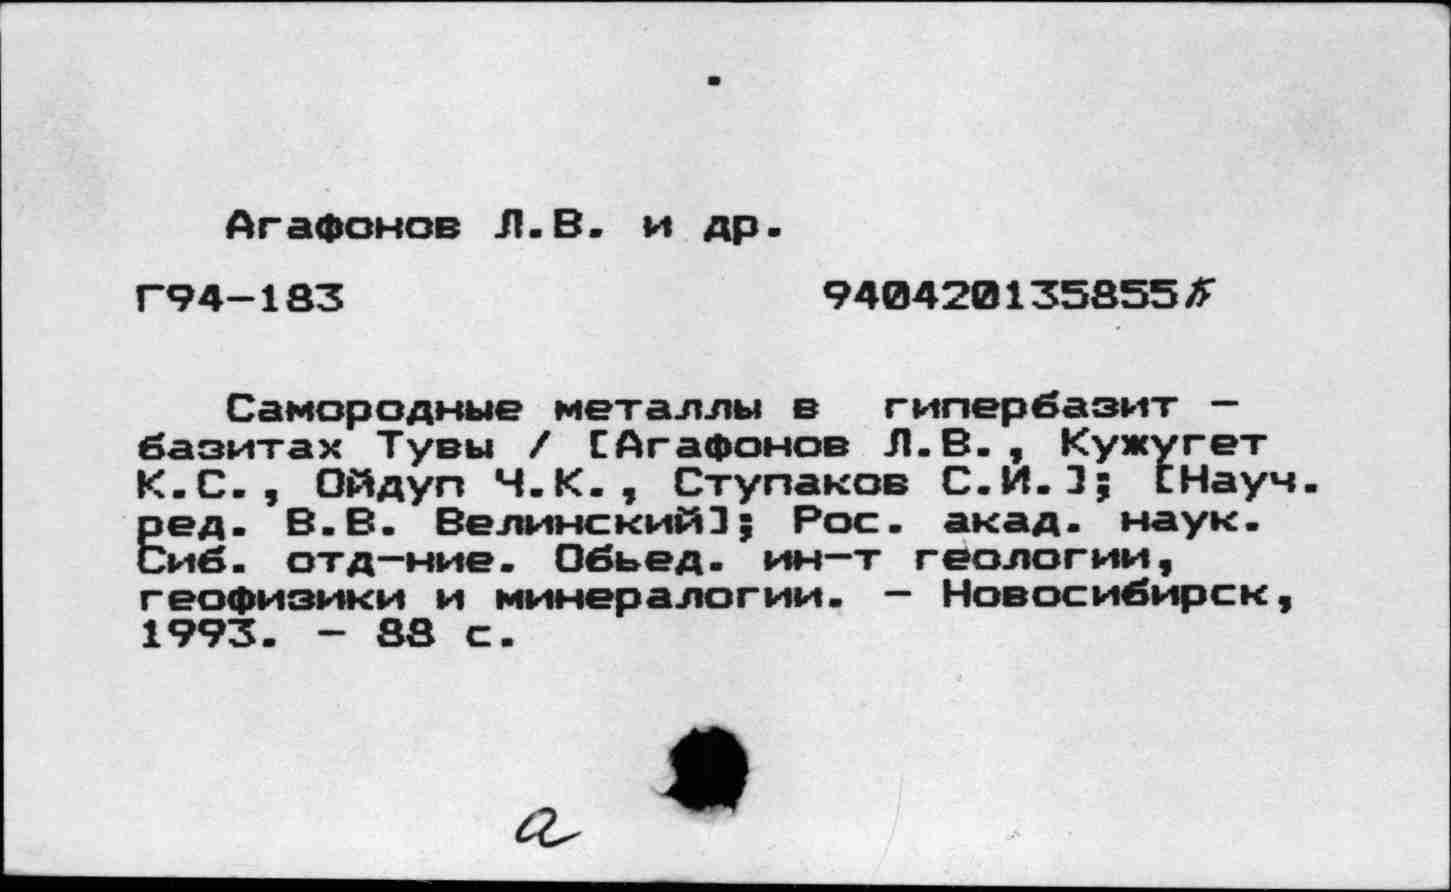 Агафонов Л.В. и др.
Г94-183 940420135855
Самородные металлы в гипербазит -
базитах Тувы / [Агафонов Л.В., Кужугет
К.С., Ойдуп Ч.К., Ступаков С.И.]; [Науч.
ред. В.В. Велинский]; Рос. акад. наук.
Сиб. отд-ние. Обьед. ин-т геологии,
геофизики и минералогии. - Новосибирск,
1993. - 88 с.
а